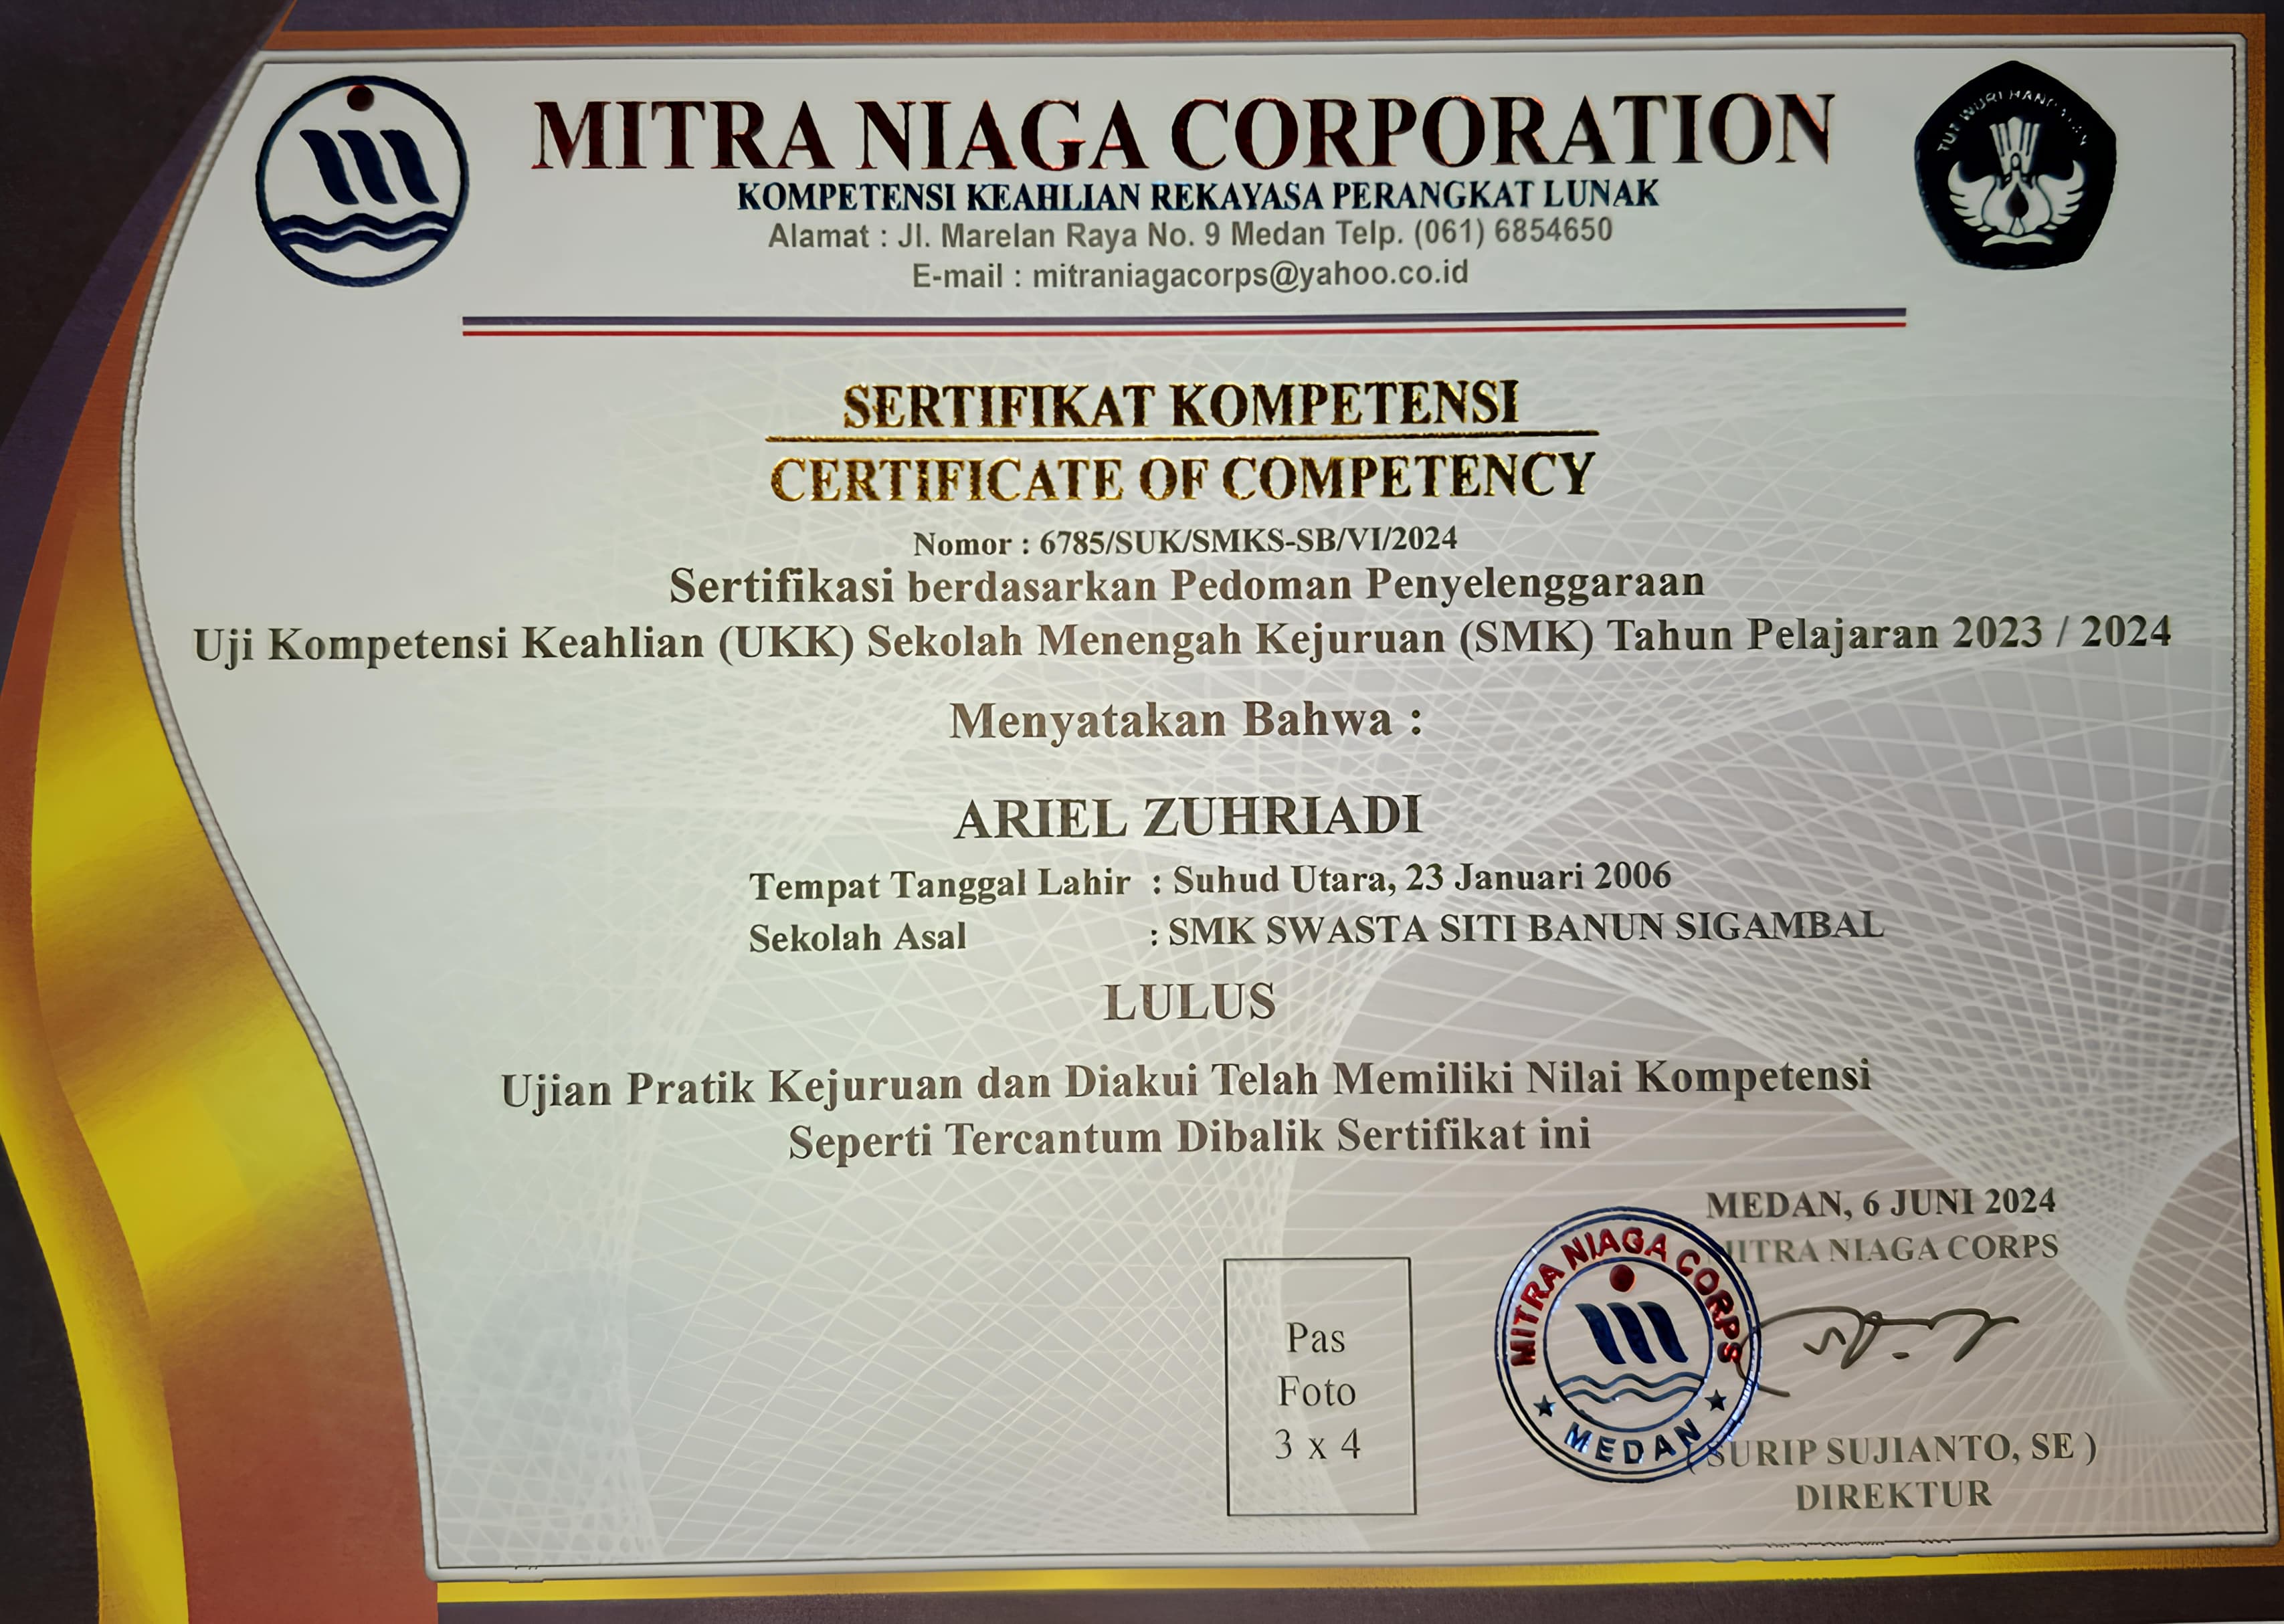 MITRA NIAGA CORPORATION
KOMPETENSI KEAHLIAN REKAYASA PERANGKAT LUNAK
Alamat : Jl. Marelan Raya No. 9 Medan Telp. (061) 6854650
E-mail : mitraniagacorps@yahoo.co.id
TUT WURI HANDAYANI
SERTIFIKAT KOMPETENSI
CERTIFICATE OF COMPETENCY
Nomor : 6785/SUK/SMKS-SB/VI/2024
Sertifikasi berdasarkan Pedoman Penyelenggaraan
Uji Kompetensi Keahlian (UKK) Sekolah Menengah Kejuruan (SMK) Tahun Pelajaran 2023 / 2024
Menyatakan Bahwa :
ARIEL ZUHRIADI
Tempat Tanggal Lahir : Suhud Utara, 23 Januari 2006
Sekolah Asal : SMK SWASTA SITI BANUN SIGAMBAL
LULUS
Ujian Pratik Kejuruan dan Diakui Telah Memiliki Nilai Kompetensi
Seperti Tercantum Dibalik Sertifikat ini
MEDAN, 6 JUNI 2024
MITRA NIAGA CORPS
Pas
Foto
3 x 4
MITRA NIAGA CORPS
MEDAN
( SURIP SUJIANTO, SE )
DIREKTUR